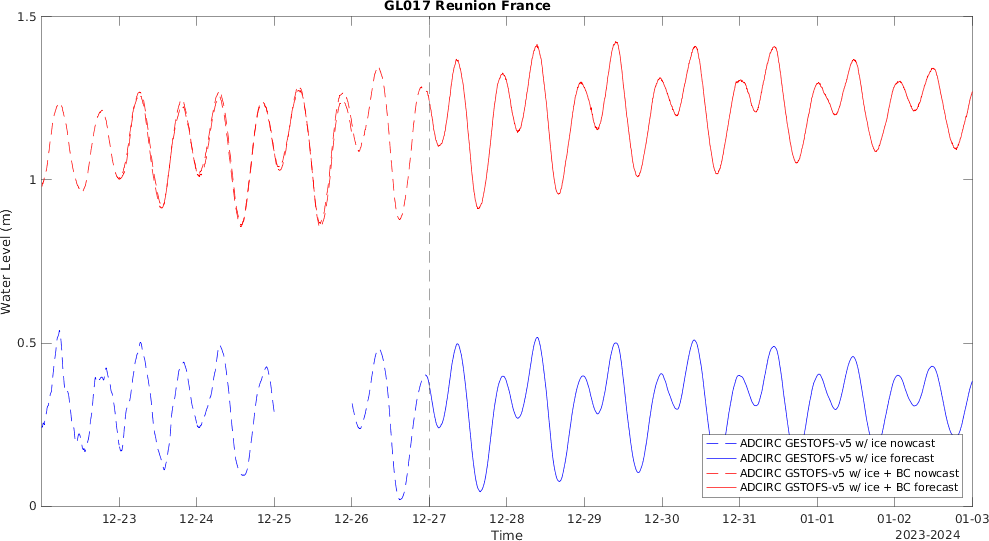 GL017 Reunion France
1.5
1
0.5
0
Water Level (m)
12-23 12-24 12-25 12-26 12-27 12-28 12-29 12-30 12-31 01-01 01-02 01-03
Time
2023-2024
ADCIRC GESTOFS-v5 w/ ice nowcast
ADCIRC GESTOFS-v5 w/ ice forecast
ADCIRC GSTOFS-v5 w/ ice + BC nowcast
ADCIRC GSTOFS-v5 w/ ice + BC forecast